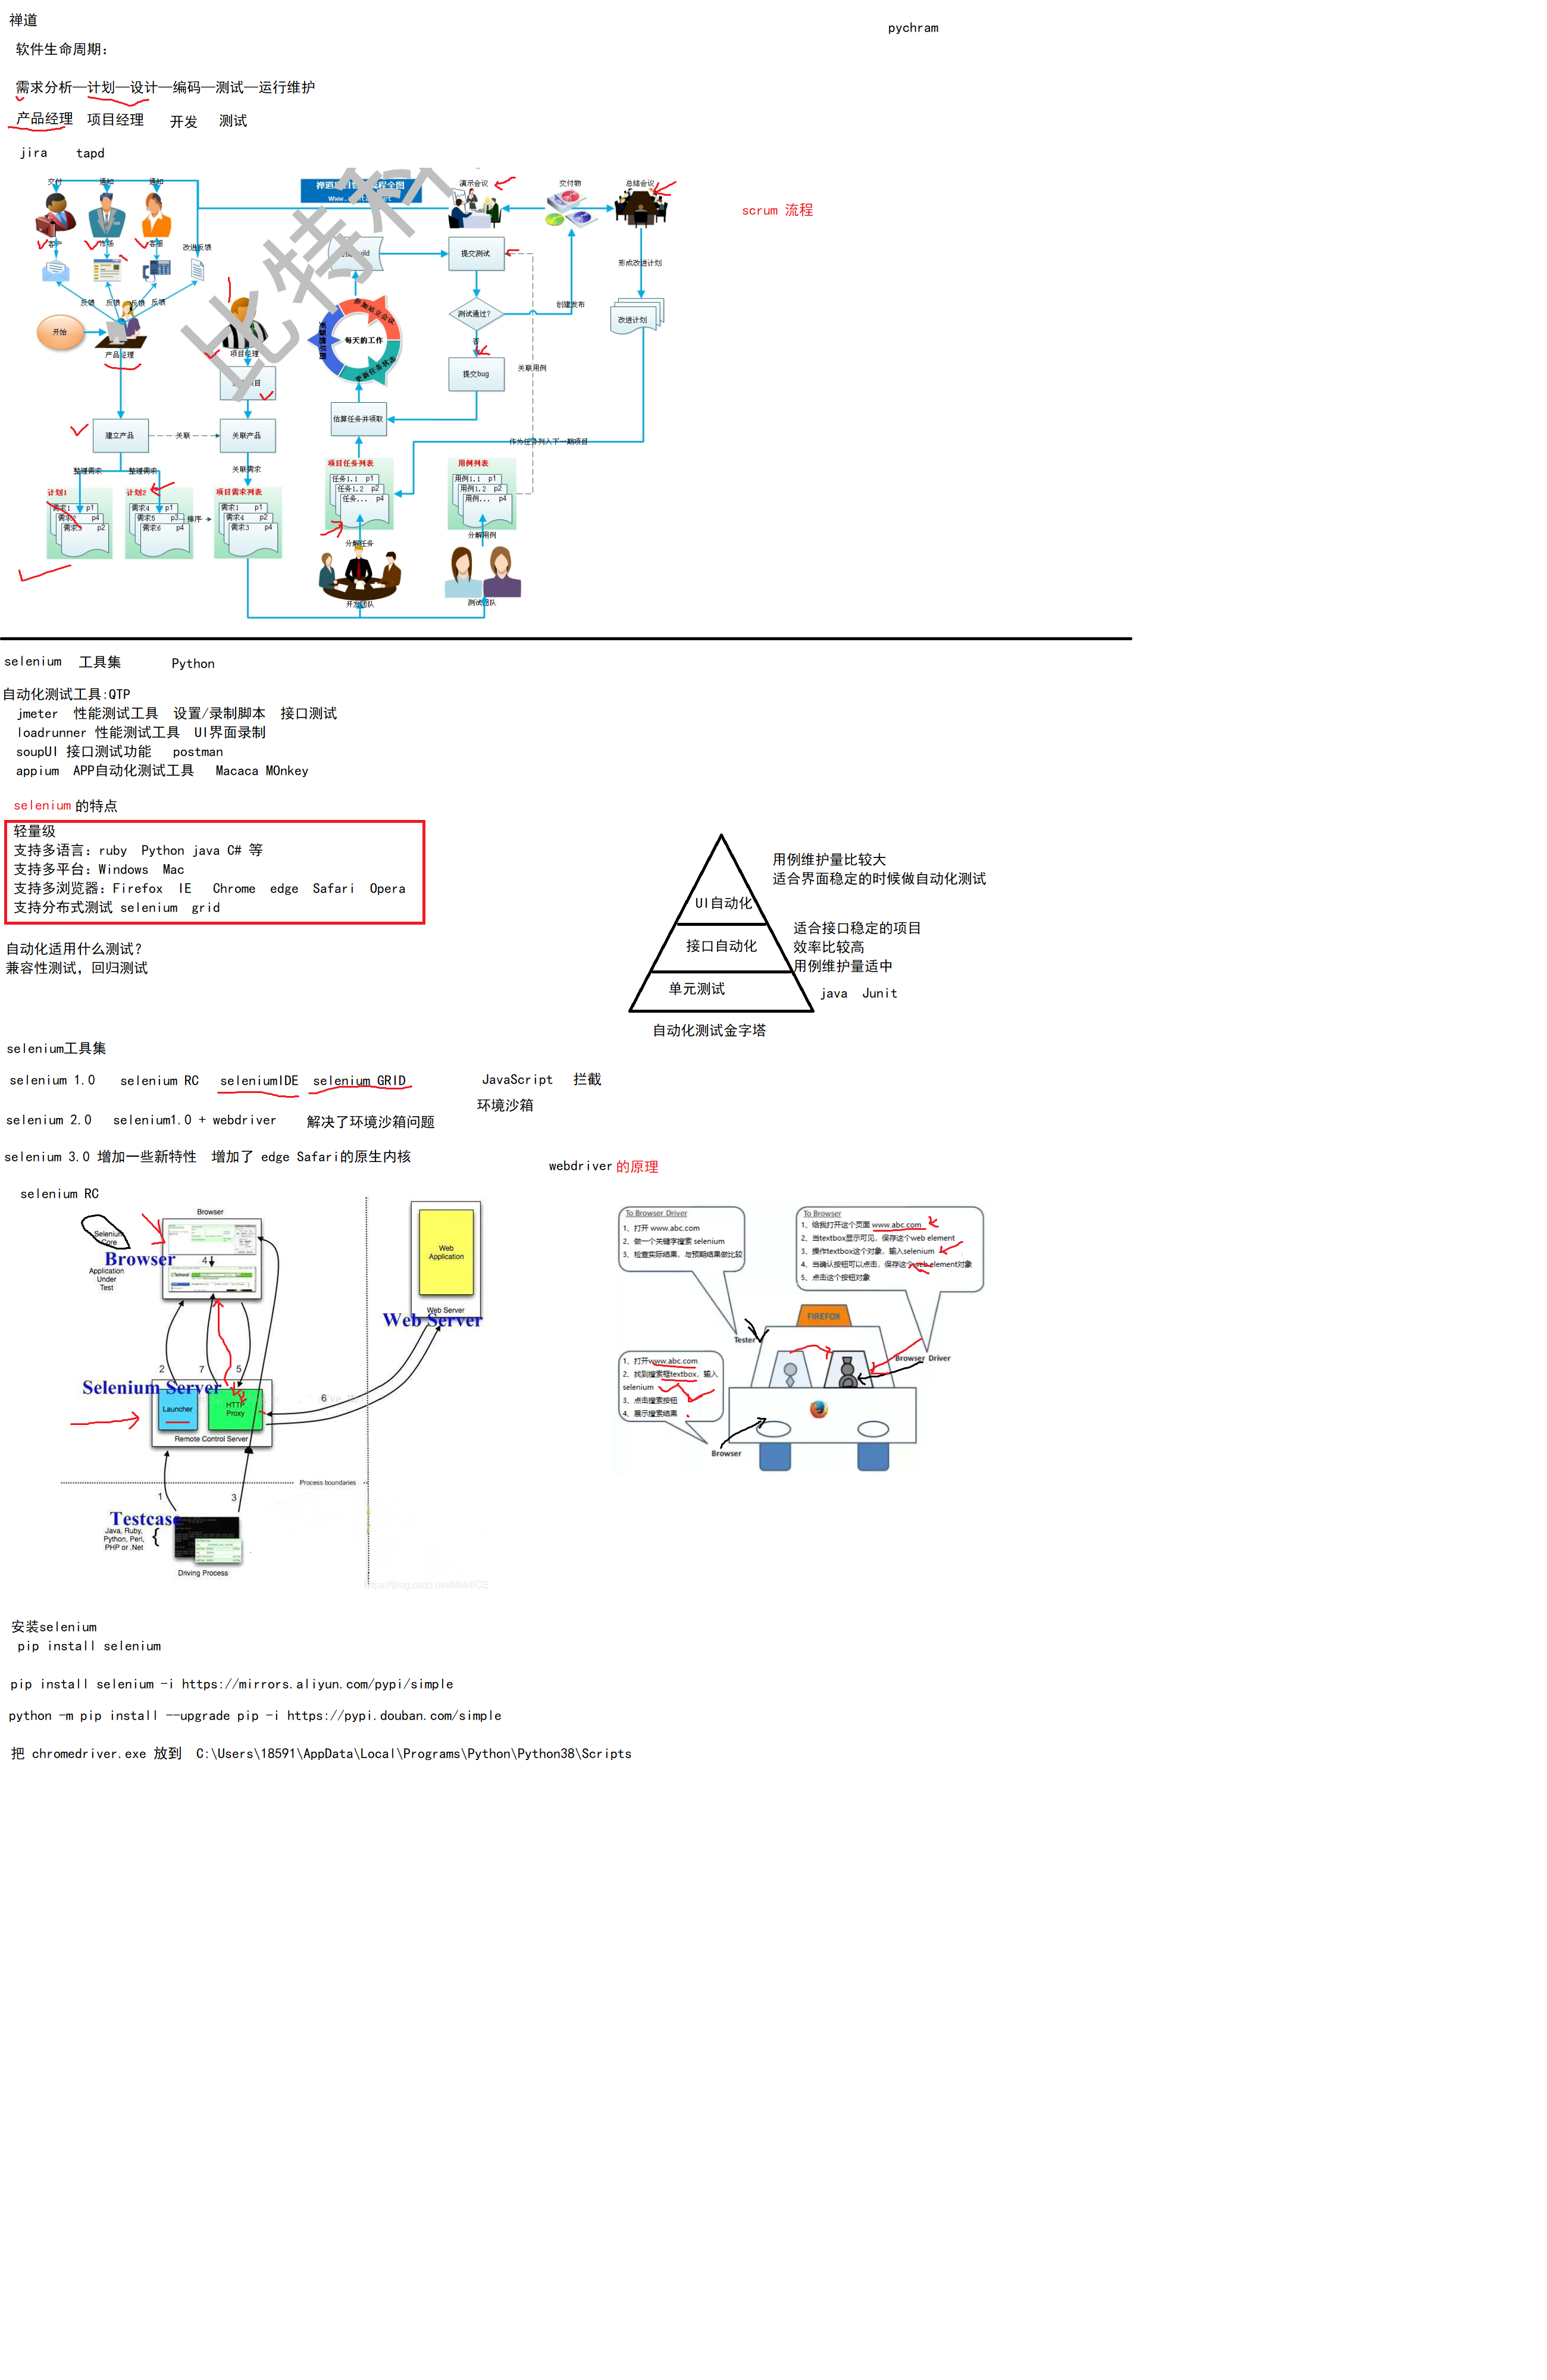 禅道
pychram
软件生命周期：
需求分析—计划—设计—编码—测试—运行维护
产品经理 项目经理 开发 测试
jira tapd
scrum 流程
交付 通知 通知
演示会议 交付物 总结会议
客户 市场 客服 改进反馈
反馈 反馈 反馈 反馈
开始
产品经理
项目经理
每天的工作
提交测试
测试通过？
创建发布
否
提交bug
关联用例
形成改进计划
改进计划
估算任务并领取
作为任务列入下一期项目
建立产品 关联 关联产品
整理需求 整理需求 关联需求
计划1
需求1 p1
需求2 p4
需求3 p2
计划2
需求4 p1
需求5 p3
需求6 p4
排序
项目需求列表
需求1 p1
需求4 p2
需求3 p4
项目任务列表
任务1.1 p1
任务1.2 p2
任务... p4
用例列表
用例1.1 p1
用例1.2 p2
用例... p4
分解任务 分解用例
开发团队 测试团队
selenium 工具集 Python
自动化测试工具:QTP
jmeter 性能测试工具 设置/录制脚本 接口测试
loadrunner 性能测试工具 UI界面录制
soupUI 接口测试功能 postman
appium APP自动化测试工具 Macaca MOnkey
selenium 的特点
轻量级
支持多语言：ruby Python java C# 等
支持多平台：Windows Mac
支持多浏览器：Firefox IE Chrome edge Safari Opera
支持分布式测试 selenium grid
自动化适用什么测试？
兼容性测试，回归测试
用例维护量比较大
适合界面稳定的时候做自动化测试
UI自动化
适合接口稳定的项目
接口自动化
效率比较高
用例维护量适中
单元测试
java Junit
自动化测试金字塔
selenium工具集
selenium 1.0 selenium RC seleniumIDE selenium GRID
JavaScript 拦截
环境沙箱
selenium 2.0 selenium1.0 + webdriver 解决了环境沙箱问题
selenium 3.0 增加一些新特性 增加了 edge Safari的原生内核
webdriver 的原理
selenium RC
Browser
Selenium
Core
Browser
Application
Under
Test
4
Web
Application
Web Server
Web Server
2 7 5
6
Selenium Server
Launcher
HTTP
Proxy
Remote Control Server
Process boundaries
1 3
Testcase
Java, Ruby,
Python, Perl,
PHP or .Net
Driving Process
https://blog.csdn.net/MMNICE
To Browser Driver
1、打开 www.abc.com
2、做一个关键字搜索 selenium
3、检查实际结果，与预期结果做比较
To Browser
1、给我打开这个页面 www.abc.com
2、当textbox显示可见，保存这个web element
3、操作textbox这个对象，输入selenium
4、当确认按钮可以点击，保存这个web element对象
5、点击这个按钮对象
FIREFOX
Tester
Browser Driver
1、打开www.abc.com
2、找到搜索框textbox，输入
selenium
3、点击搜索按钮
4、展示搜索结果
Browser
安装selenium
pip install selenium
pip install selenium -i https://mirrors.aliyun.com/pypi/simple
python -m pip install --upgrade pip -i https://pypi.douban.com/simple
把 chromedriver.exe 放到 C:\Users\18591\AppData\Local\Programs\Python\Python38\Scripts